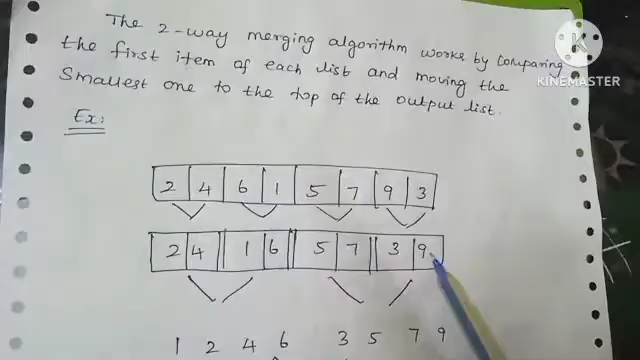 The 2-way merging algorithm works by comparing
the first item of each list and moving the
Smallest one to the top of the output list.
Ex:
2 4 6 1 5 7 9 3
2 4 1 6 5 7 3 9
1 2 4 6 3 5 7 9
KINEMASTER